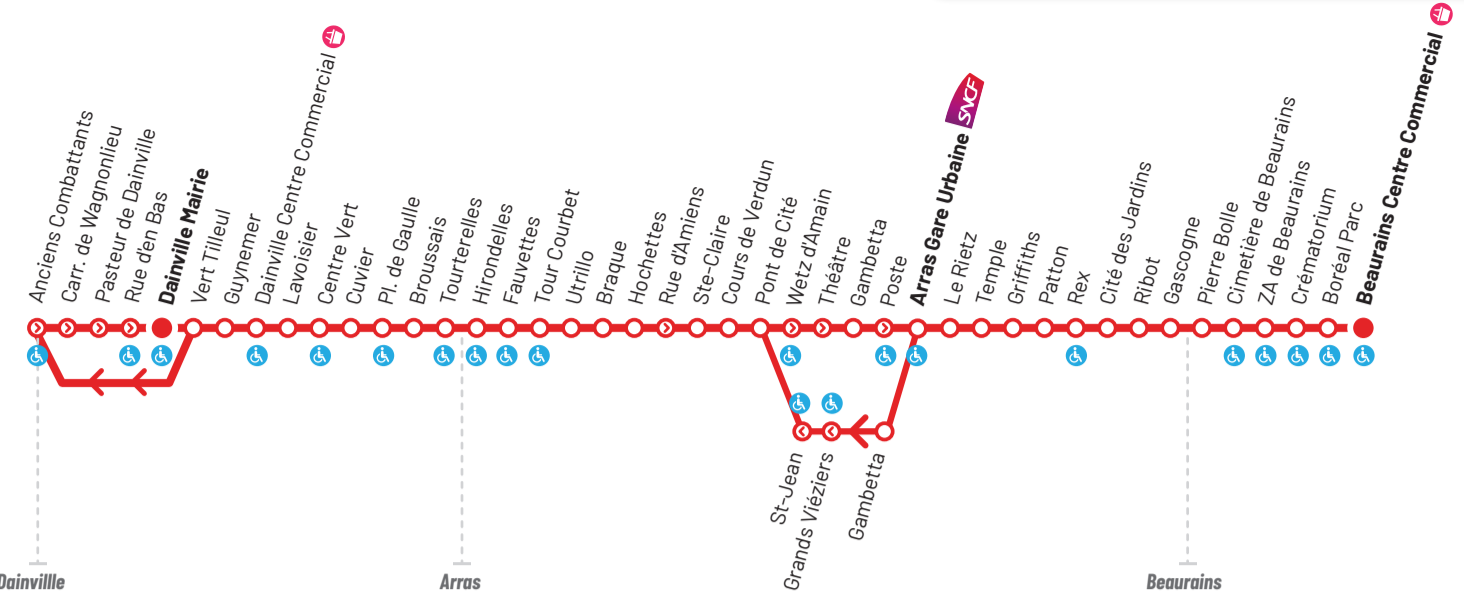 Anciens Combattants
Carr. de Wagnonlieu
Pasteur de Dainville
Rue d'en Bas
Dainville Mairie
Vert Tilleul
Guynemer
Dainville Centre Commercial
Lavoisier
Centre Vert
Cuvier
Pl. de Gaulle
Broussais
Tourterelles
Hirondelles
Fauvettes
Tour Courbet
Utrillo
Braque
Hochettes
Rue d'Amiens
Ste-Claire
Cours de Verdun
Pont de Cité
Wetz d'Amain
Théâtre
Gambetta
Poste
Arras Gare Urbaine SNCF
Le Rietz
Temple
Griffiths
Patton
Rex
Cité des Jardins
Ribot
Gascogne
Pierre Bolle
Cimetière de Beaurains
ZA de Beaurains
Crématorium
Boréal Parc
Beaurains Centre Commercial
St-Jean
Grands Viéziers
Gambetta
Dainvillle
Arras
Beaurains